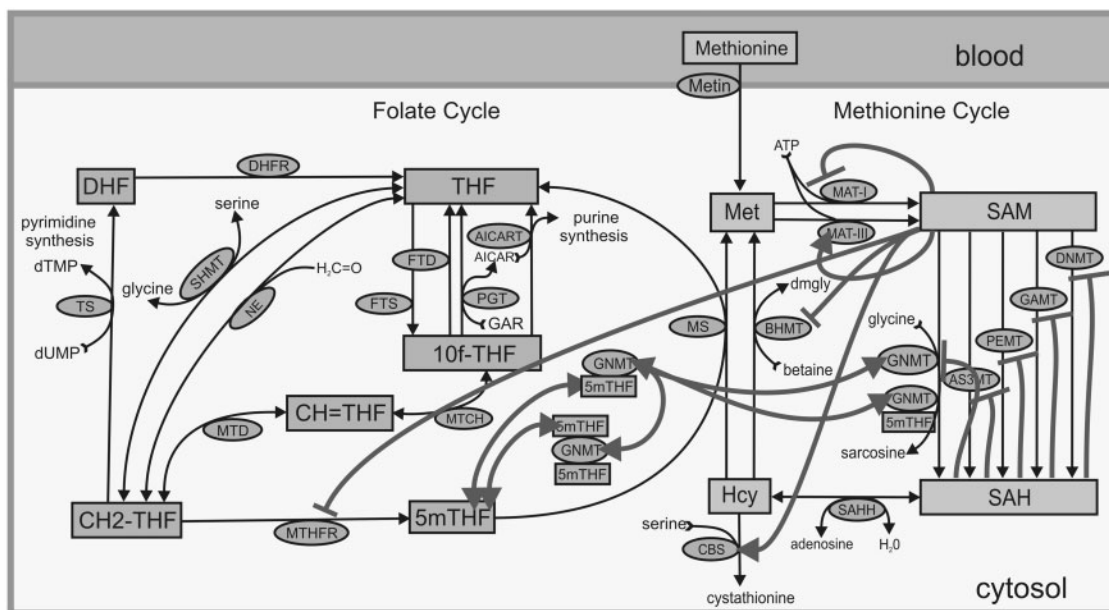 blood
Methionine
Metin
Folate Cycle
Methionine Cycle
DHF
DHFR
THF
ATP
MAT-I
Met
MAT-III
SAM
serine
pyrimidine
synthesis
dTMP
SHMT
glycine
TS
NE
H₂C=O
dUMP
FTD
FTS
AICART
AICAR
purine
synthesis
PGT
GAR
10f-THF
MS
dmgly
BHMT
betaine
DNMT
GAMT
PEMT
glycine
GNMT
AS3MT
GNMT
5mTHF
sarcosine
GNMT
5mTHF
5mTHF
GNMT
5mTHF
CH=THF
MTD
MTCH
CH2-THF
MTHFR
5mTHF
Hcy
SAHH
adenosine
H₂0
SAH
serine
CBS
cystathionine
cytosol